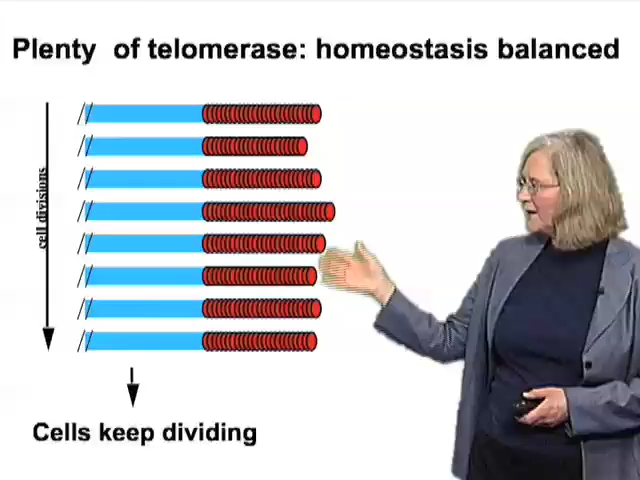 Plenty of telomerase: homeostasis balanced
cell divisions
Cells keep dividing